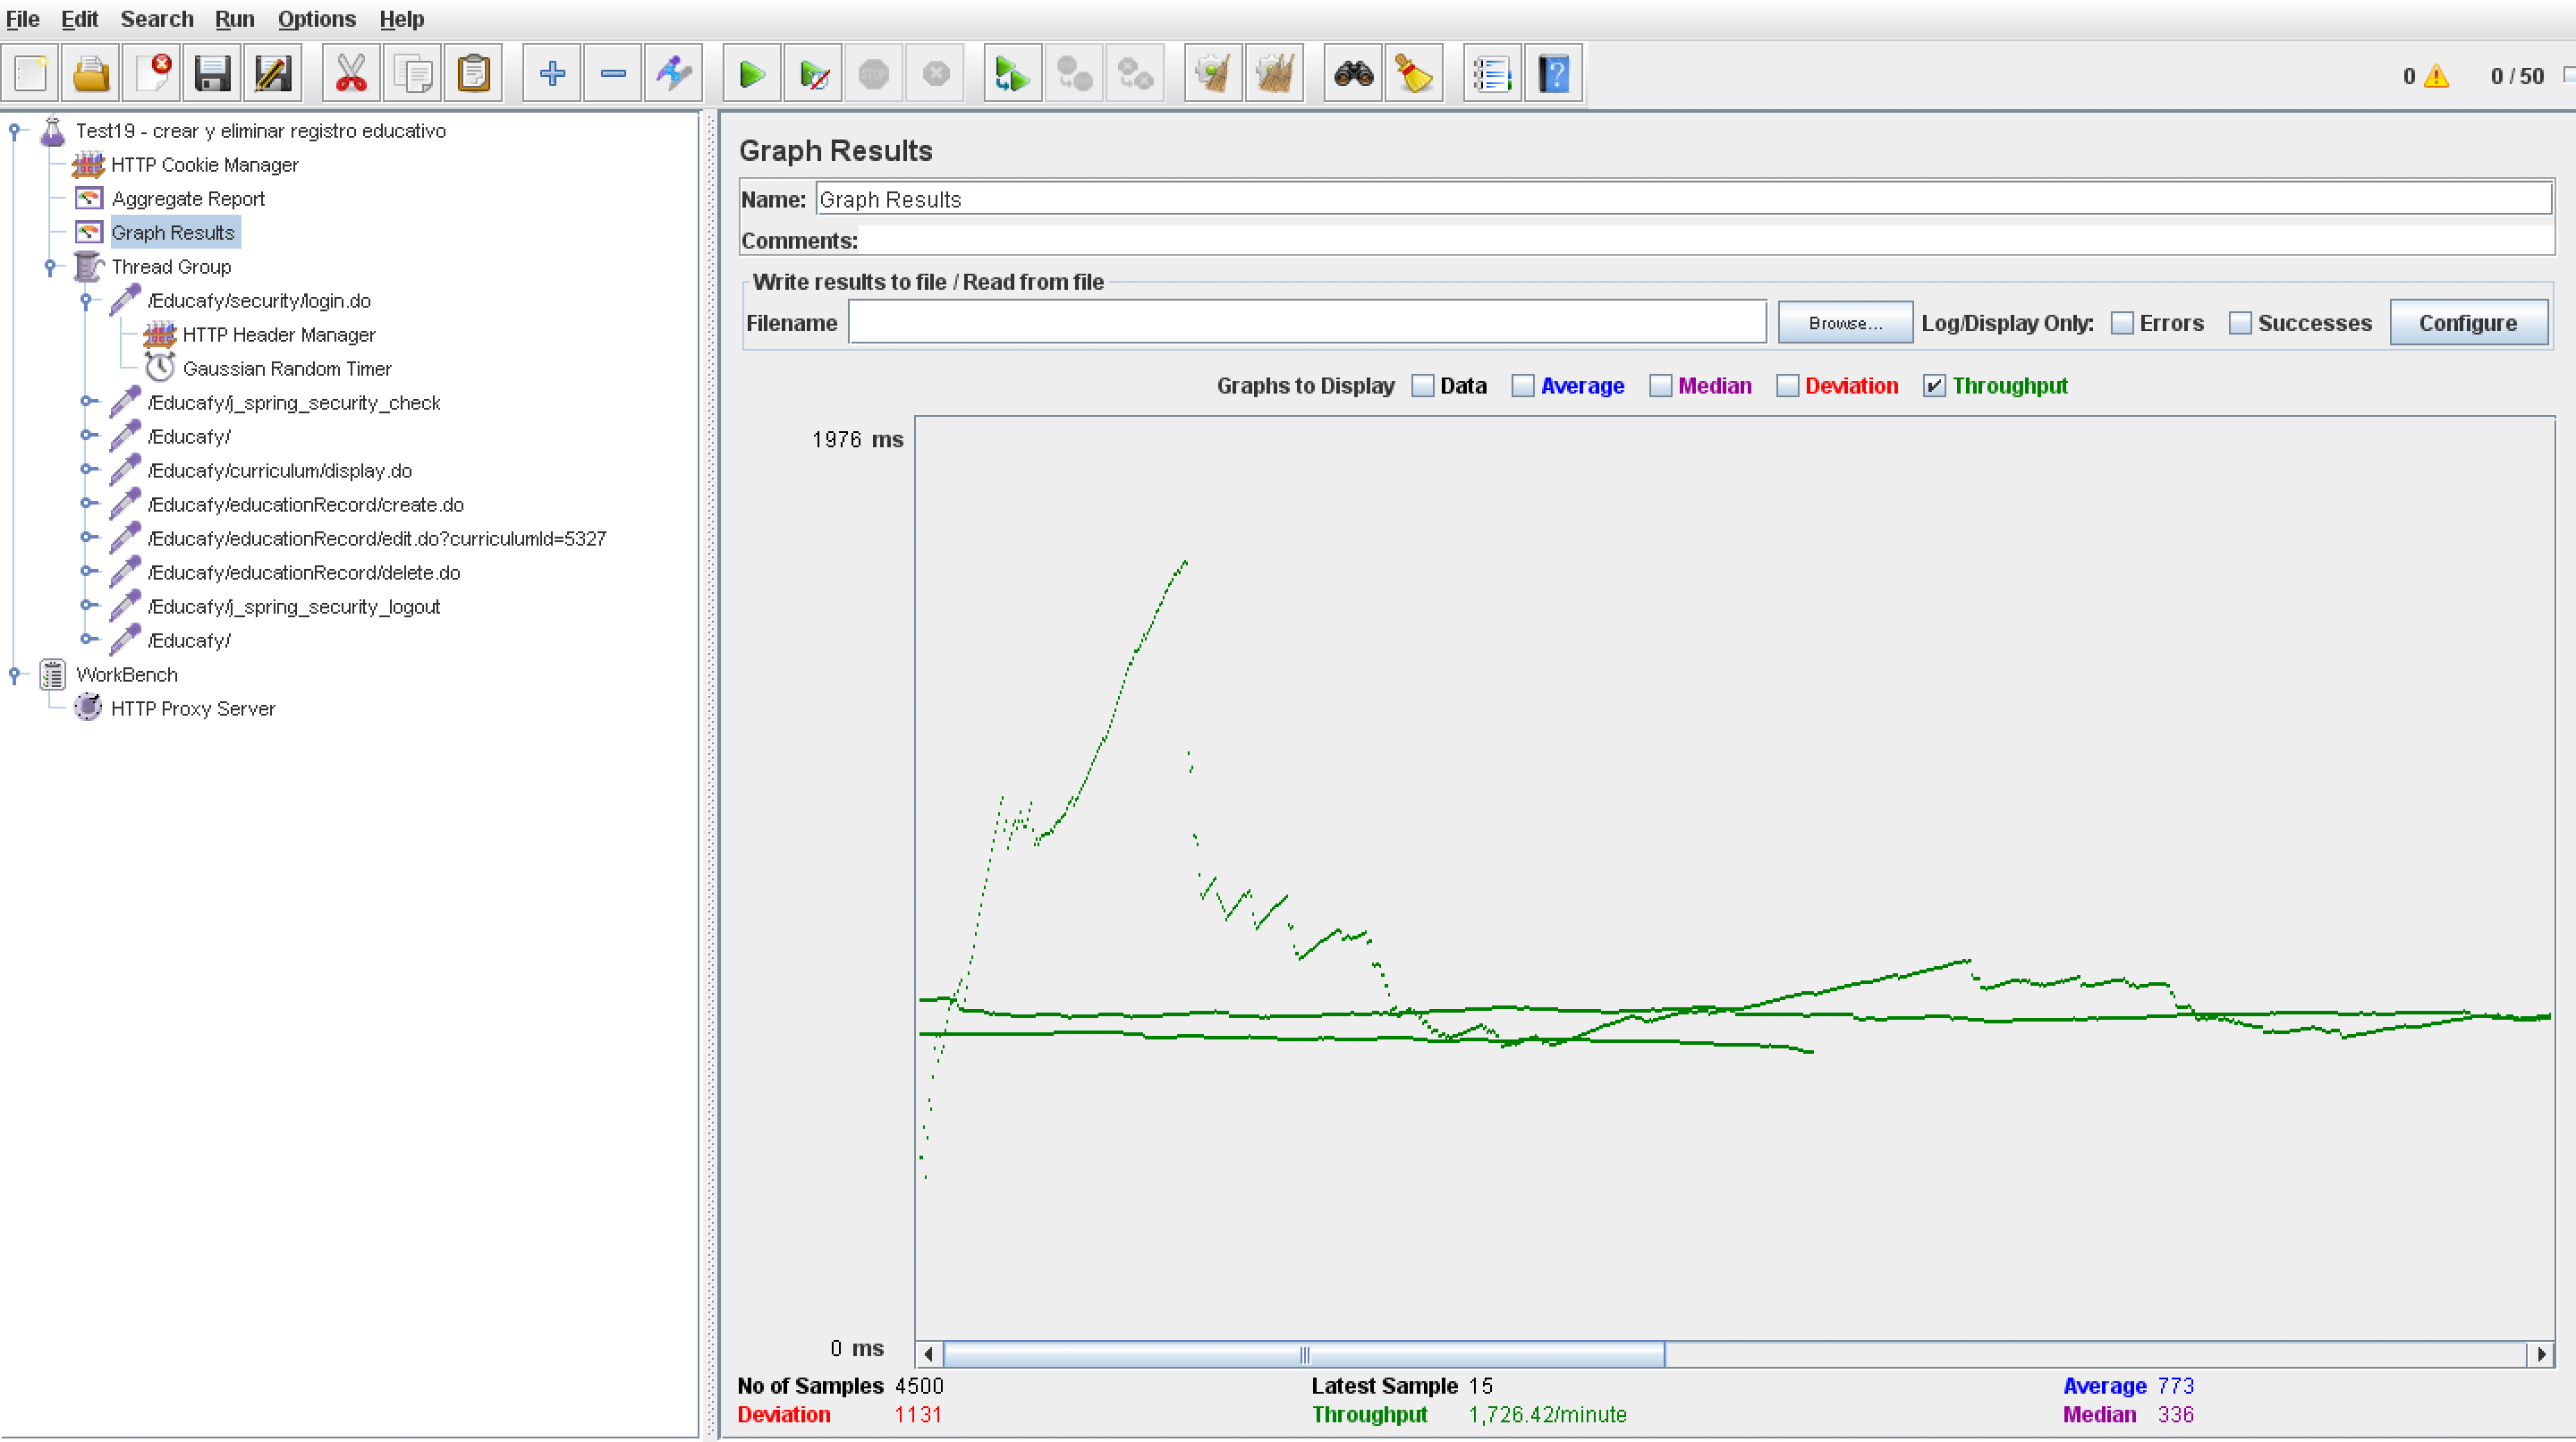 File Edit Search Run Options Help
STOP
0 0 / 50
Test19 - crear y eliminar registro educativo
HTTP Cookie Manager
Aggregate Report
Graph Results
Thread Group
/Educafy/security/login.do
HTTP Header Manager
Gaussian Random Timer
/Educafy/j_spring_security_check
/Educafy/
/Educafy/curriculum/display.do
/Educafy/educationRecord/create.do
/Educafy/educationRecord/edit.do?curriculumId=5327
/Educafy/educationRecord/delete.do
/Educafy/j_spring_security_logout
/Educafy/
WorkBench
HTTP Proxy Server
Graph Results
Name: Graph Results
Comments:
Write results to file / Read from file
Filename Browse... Log/Display Only: Errors Successes Configure
Graphs to Display Data Average Median Deviation Throughput
1976 ms
0 ms
No of Samples 4500 Latest Sample 15 Average 773
Deviation 1131 Throughput 1,726.42/minute Median 336